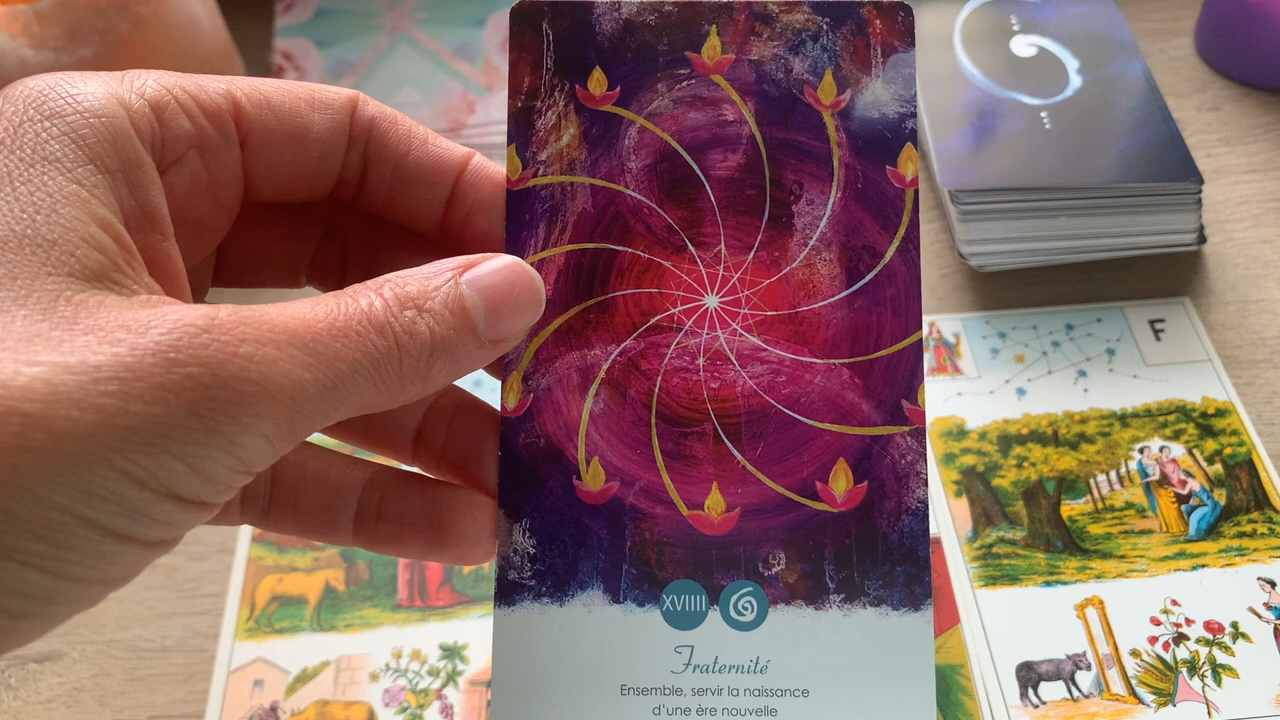 F
XVIIII
Fraternité
Ensemble, servir la naissance
d'une ère nouvelle